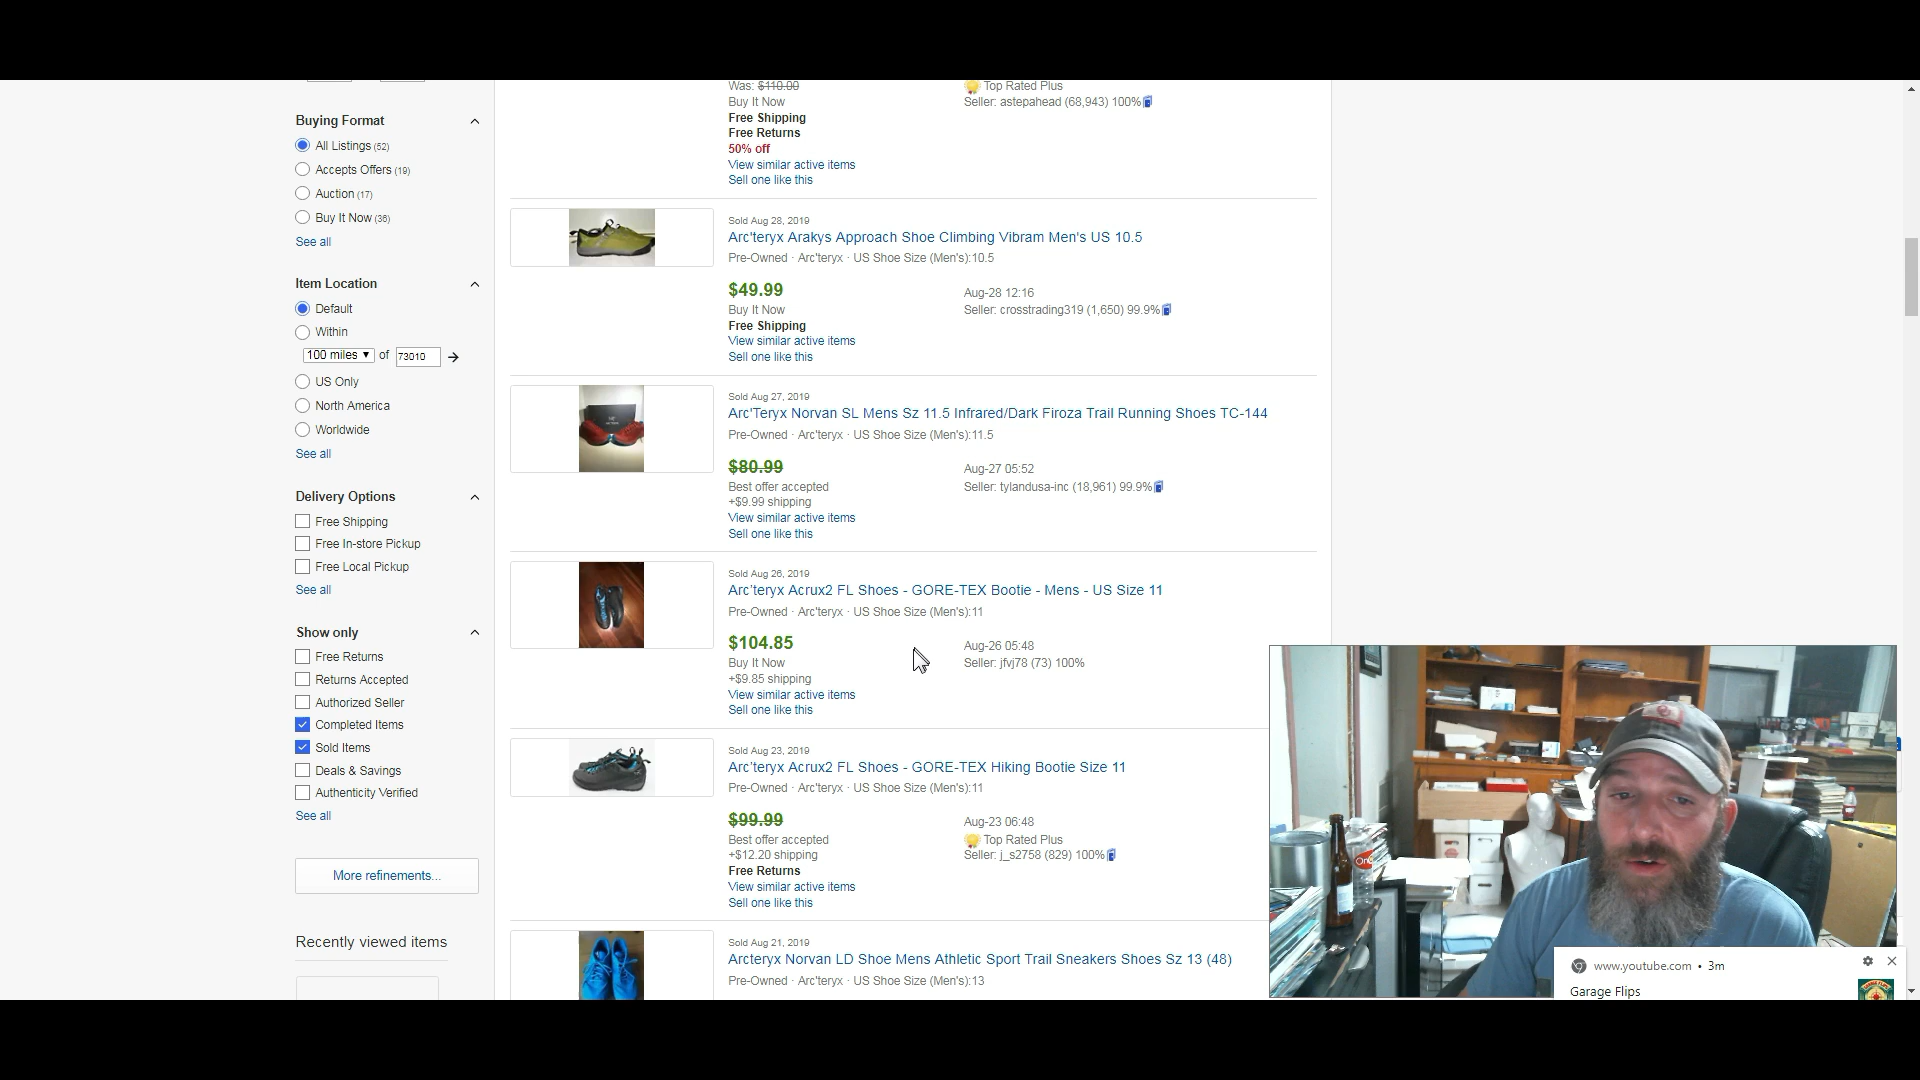 Buying Format
All Listings (52)
Accepts Offers (19)
Auction (17)
Buy It Now (36)
See all
Item Location
Default
Within
100 miles ▾ of 73010
US Only
North America
Worldwide
See all
Delivery Options
Free Shipping
Free In-store Pickup
Free Local Pickup
See all
Show only
Free Returns
Returns Accepted
Authorized Seller
Completed Items
Sold Items
Deals & Savings
Authenticity Verified
See all
More refinements...
Recently viewed items
Was: $110.00
Buy It Now
Free Shipping
Free Returns
50% off
View similar active items
Sell one like this
Top Rated Plus
Seller: astepahead (68,943) 100%
Sold Aug 28, 2019
Arc'teryx Arakys Approach Shoe Climbing Vibram Men's US 10.5
Pre-Owned · Arc'teryx · US Shoe Size (Men's):10.5
$49.99
Buy It Now
Free Shipping
View similar active items
Sell one like this
Aug-28 12:16
Seller: crosstrading319 (1,650) 99.9%
Sold Aug 27, 2019
Arc'Teryx Norvan SL Mens Sz 11.5 Infrared/Dark Firoza Trail Running Shoes TC-144
Pre-Owned · Arc'teryx · US Shoe Size (Men's):11.5
$80.99
Best offer accepted
+$9.99 shipping
View similar active items
Sell one like this
Aug-27 05:52
Seller: tylandusa-inc (18,961) 99.9%
Sold Aug 26, 2019
Arc'teryx Acrux2 FL Shoes - GORE-TEX Bootie - Mens - US Size 11
Pre-Owned · Arc'teryx · US Shoe Size (Men's):11
$104.85
Buy It Now
+$9.85 shipping
View similar active items
Sell one like this
Aug-26 05:48
Seller: jfvj78 (73) 100%
Sold Aug 23, 2019
Arc'teryx Acrux2 FL Shoes - GORE-TEX Hiking Bootie Size 11
Pre-Owned · Arc'teryx · US Shoe Size (Men's):11
$99.99
Best offer accepted
+$12.20 shipping
Free Returns
View similar active items
Sell one like this
Aug-23 06:48
Top Rated Plus
Seller: j_s2758 (829) 100%
Sold Aug 21, 2019
Arcteryx Norvan LD Shoe Mens Athletic Sport Trail Sneakers Shoes Sz 13 (48)
Pre-Owned · Arc'teryx · US Shoe Size (Men's):13
www.youtube.com • 3m
Garage Flips